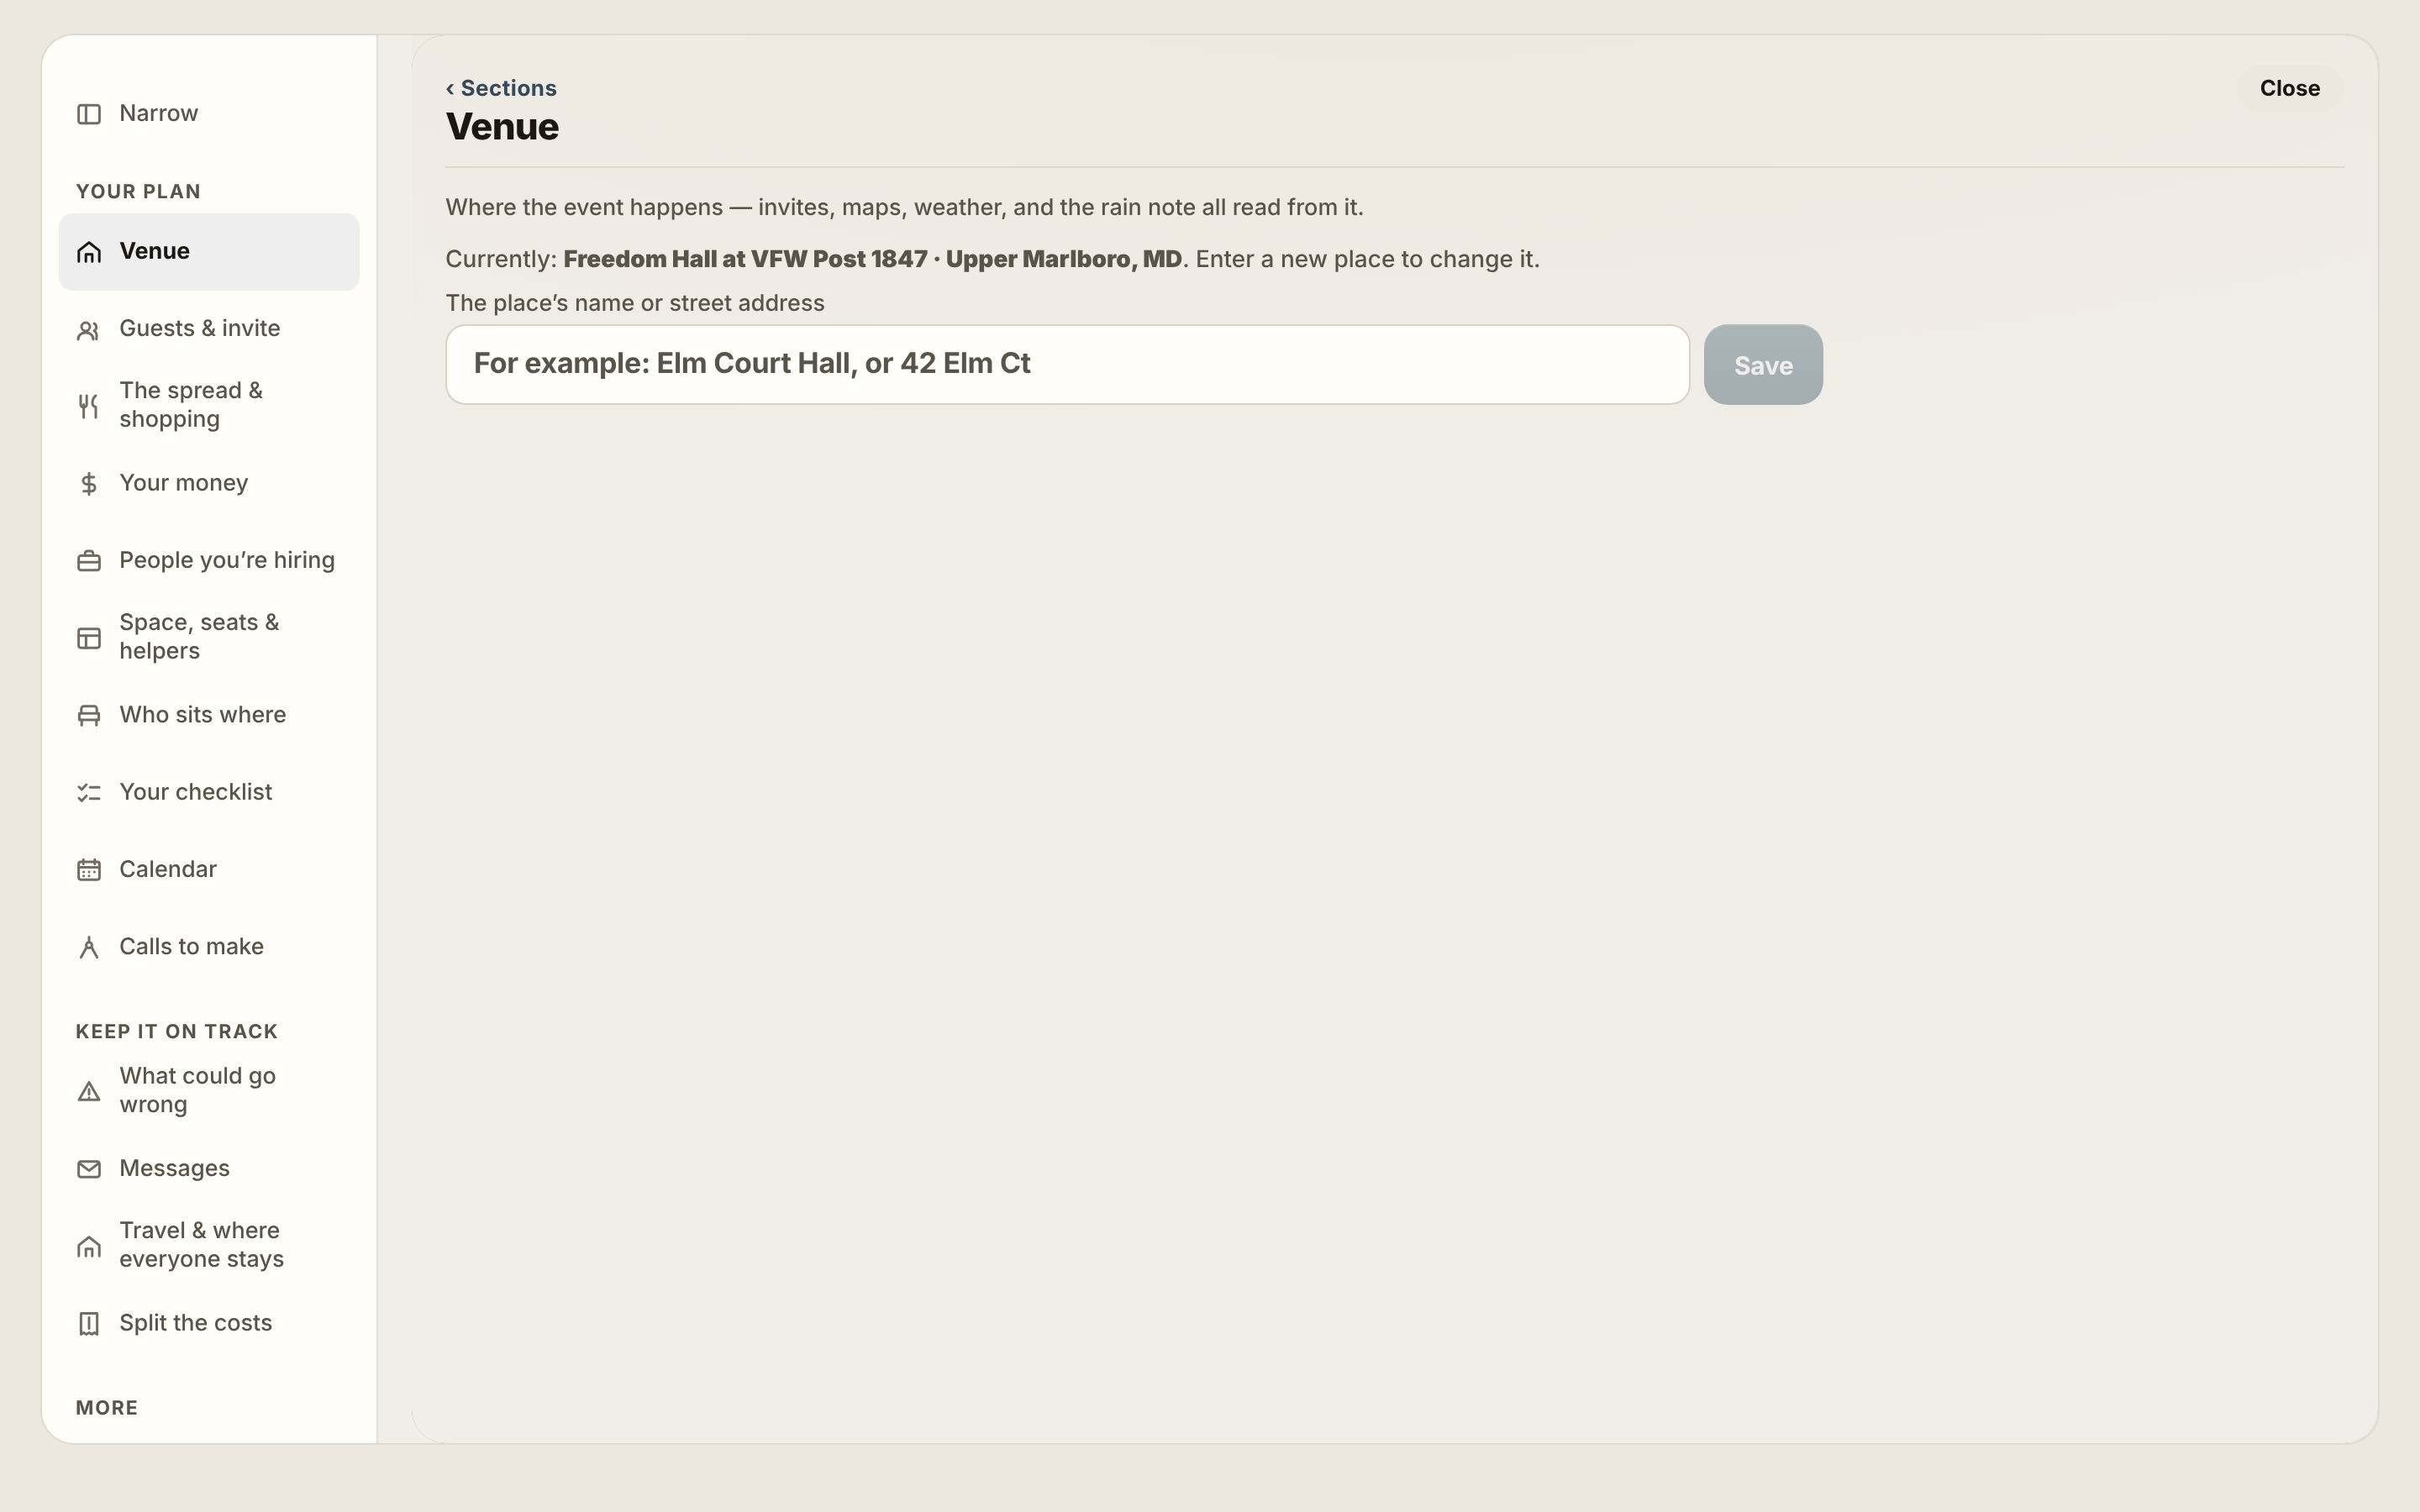 Narrow
YOUR PLAN
Venue
Guests & invite
The spread &
shopping
Your money
People you’re hiring
Space, seats &
helpers
Who sits where
Your checklist
Calendar
Calls to make
KEEP IT ON TRACK
What could go
wrong
Messages
Travel & where
everyone stays
Split the costs
MORE
‹ Sections
Close
Venue
Where the event happens — invites, maps, weather, and the rain note all read from it.
Currently: Freedom Hall at VFW Post 1847 · Upper Marlboro, MD. Enter a new place to change it.
The place’s name or street address
For example: Elm Court Hall, or 42 Elm Ct
Save